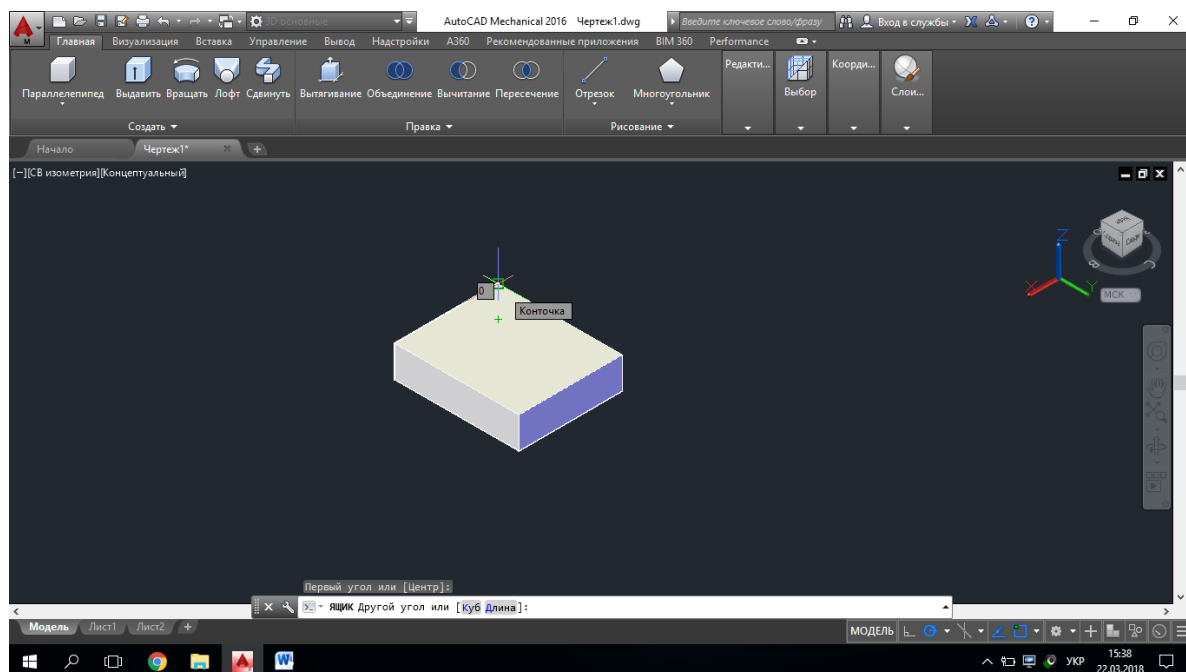 3D основные
AutoCAD Mechanical 2016 Чертеж1.dwg
Введите ключевое слово/фразу
Вход в службы
M
Главная Визуализация Вставка Управление Вывод Надстройки A360 Рекомендованные приложения BIM 360 Performance
Параллелепипед Выдавить Вращать Лофт Сдвинуть Вытягивание Объединение Вычитание Пересечение Отрезок Многоугольник
Редакти... Выбор Коорди... Слои...
Создать Правка Рисование
Начало Чертеж1* +
[−][СВ изометрия][Концептуальный]
Z
X Y
В
МСК
0
Конточка
Первый угол или [Центр]:
ЯЩИК Другой угол или [Куб Длина]:
Модель Лист1 Лист2 +
МОДЕЛЬ
УКР
15:38
22.03.2018